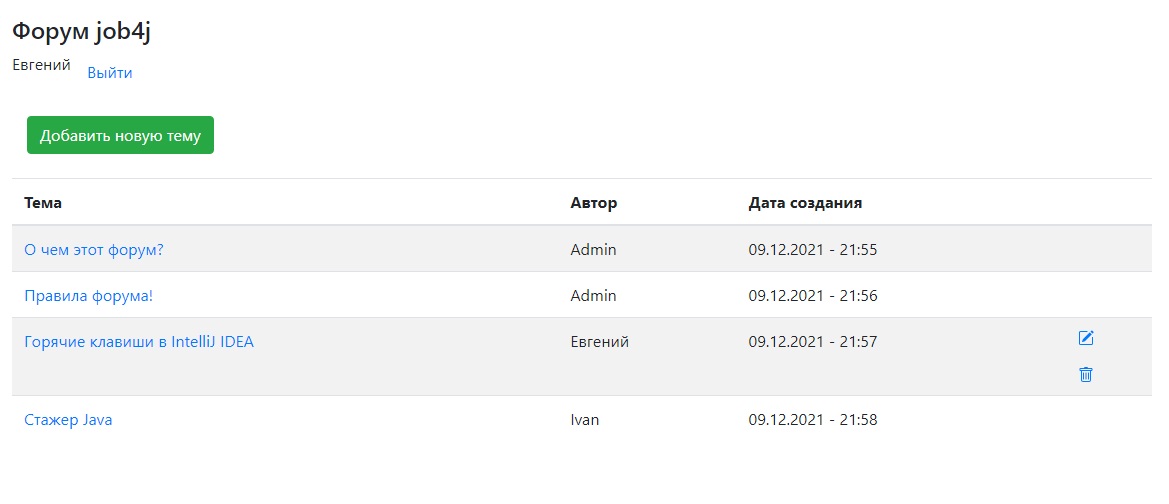 Форум job4j
Евгений Выйти
Добавить новую тему
Тема Автор Дата создания
О чем этот форум? Admin 09.12.2021 - 21:55
Правила форума! Admin 09.12.2021 - 21:56
Горячие клавиши в IntelliJ IDEA Евгений 09.12.2021 - 21:57
Стажер Java Ivan 09.12.2021 - 21:58